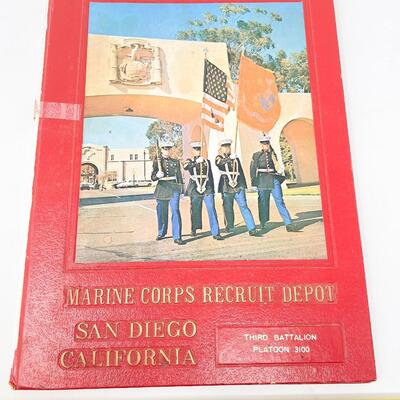 MARINE CORPS RECRUIT DEPOT
SAN DIEGO
CALIFORNIA
THIRD BATTALION
PLATOON 3100